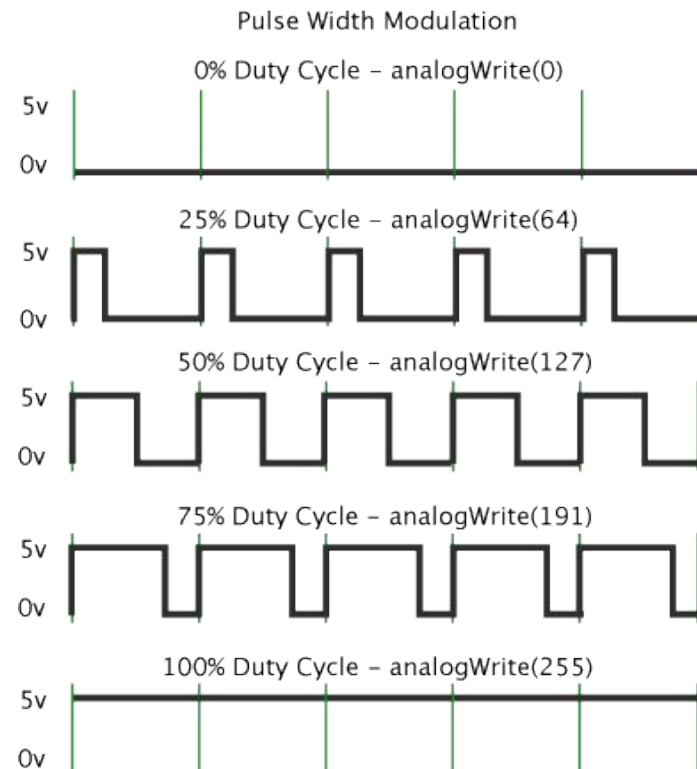 Pulse Width Modulation
0% Duty Cycle – analogWrite(0)
5v
0v
25% Duty Cycle – analogWrite(64)
5v
0v
50% Duty Cycle – analogWrite(127)
5v
0v
75% Duty Cycle – analogWrite(191)
5v
0v
100% Duty Cycle – analogWrite(255)
5v
0v